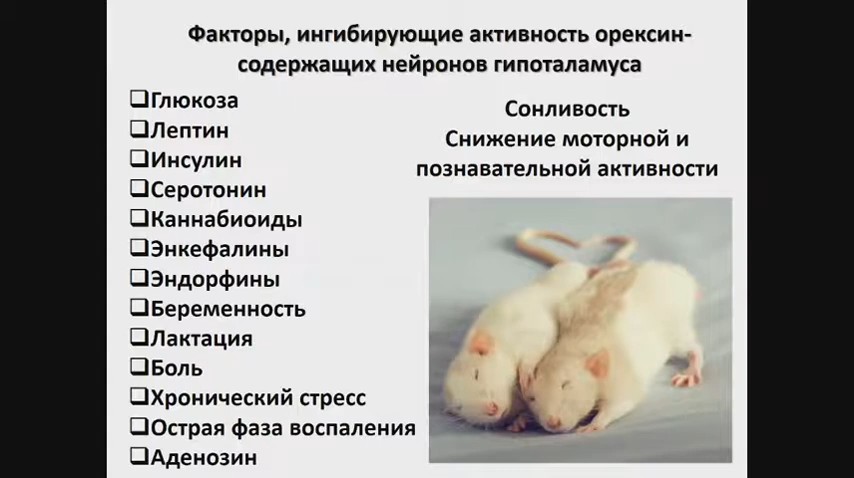 Факторы, ингибирующие активность орексин-
содержащих нейронов гипоталамуса
Глюкоза
Лептин
Инсулин
Серотонин
Каннабиоиды
Энкефалины
Эндорфины
Беременность
Лактация
Боль
Хронический стресс
Острая фаза воспаления
Аденозин
Сонливость
Снижение моторной и
познавательной активности